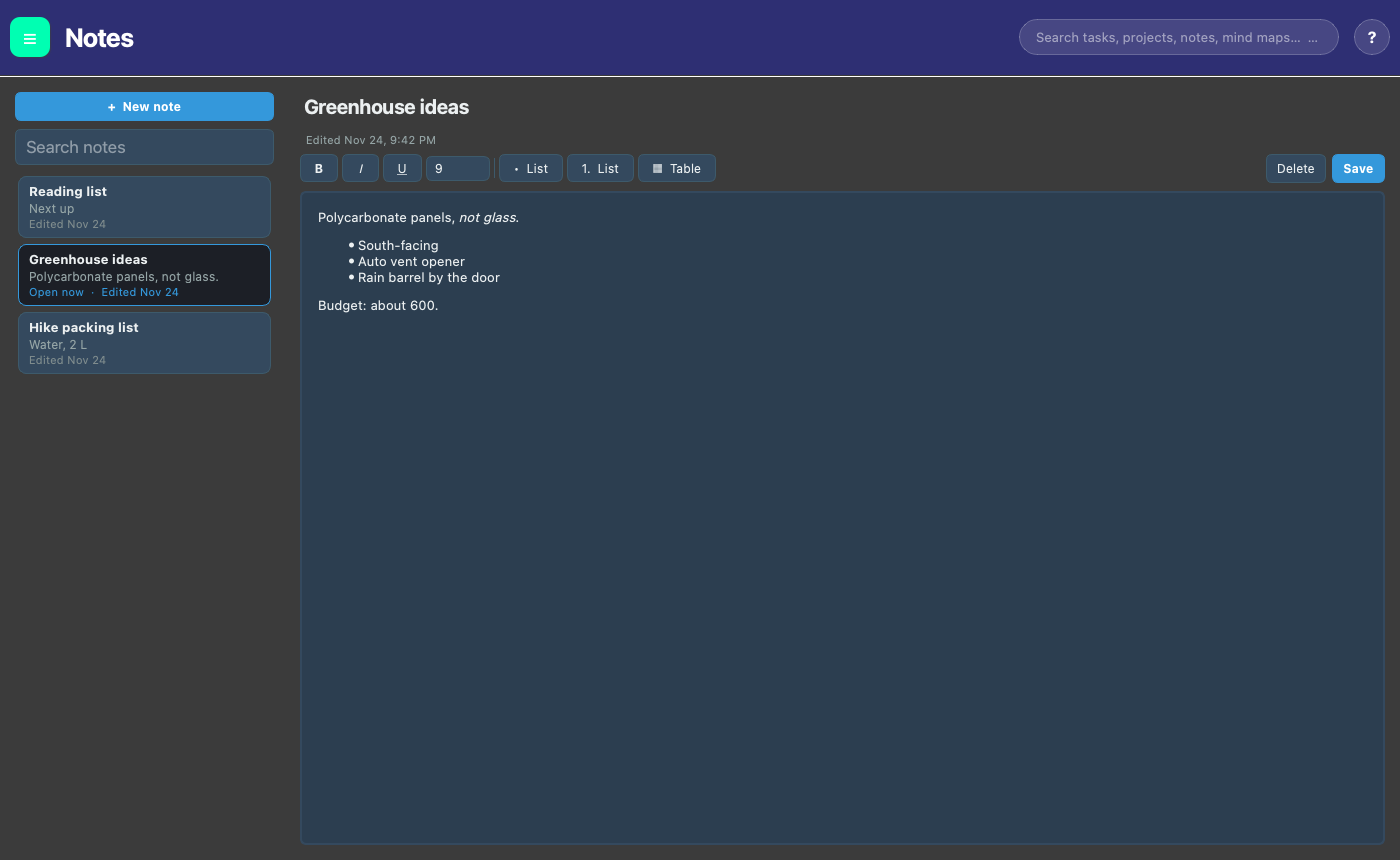 Notes
Search tasks, projects, notes, mind maps... ...
?
+ New note
Search notes
Reading list
Next up
Edited Nov 24
Greenhouse ideas
Polycarbonate panels, not glass.
Open now · Edited Nov 24
Hike packing list
Water, 2 L
Edited Nov 24
Greenhouse ideas
Edited Nov 24, 9:42 PM
B I U 9 • List 1. List Table Delete Save
Polycarbonate panels, not glass.
• South-facing
• Auto vent opener
• Rain barrel by the door
Budget: about 600.